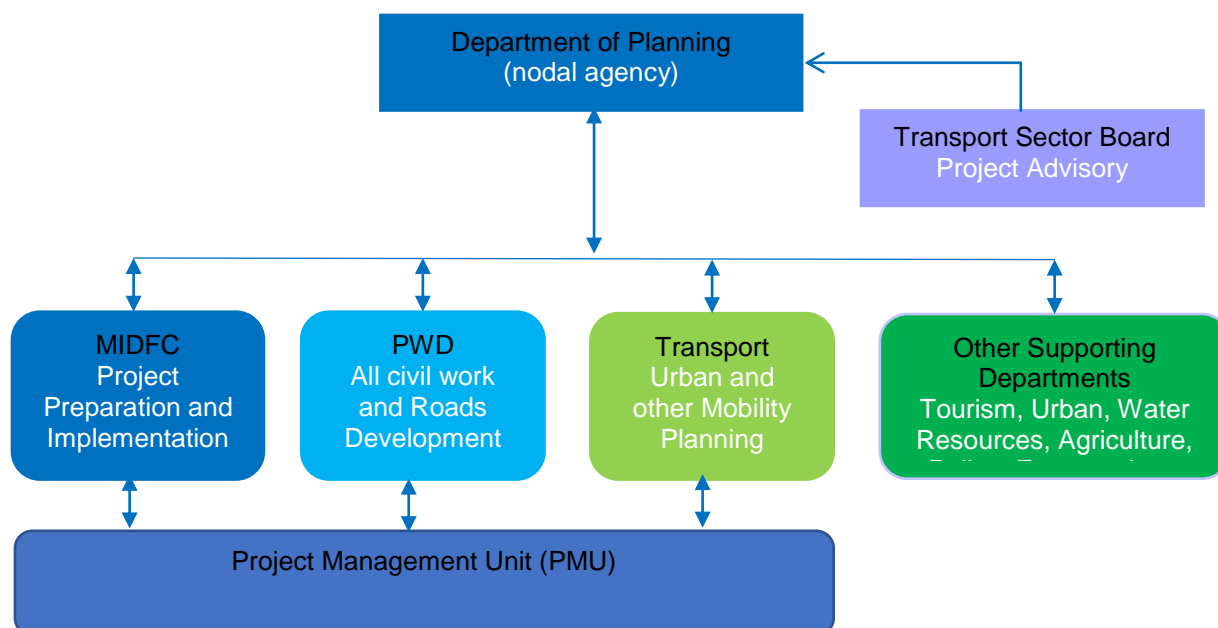 Department of Planning
(nodal agency)
Transport Sector Board
Project Advisory
MIDFC
Project
Preparation and
Implementation
PWD
All civil work
and Roads
Development
Transport
Urban and
other Mobility
Planning
Other Supporting
Departments
Tourism, Urban, Water
Resources, Agriculture,
Project Management Unit (PMU)